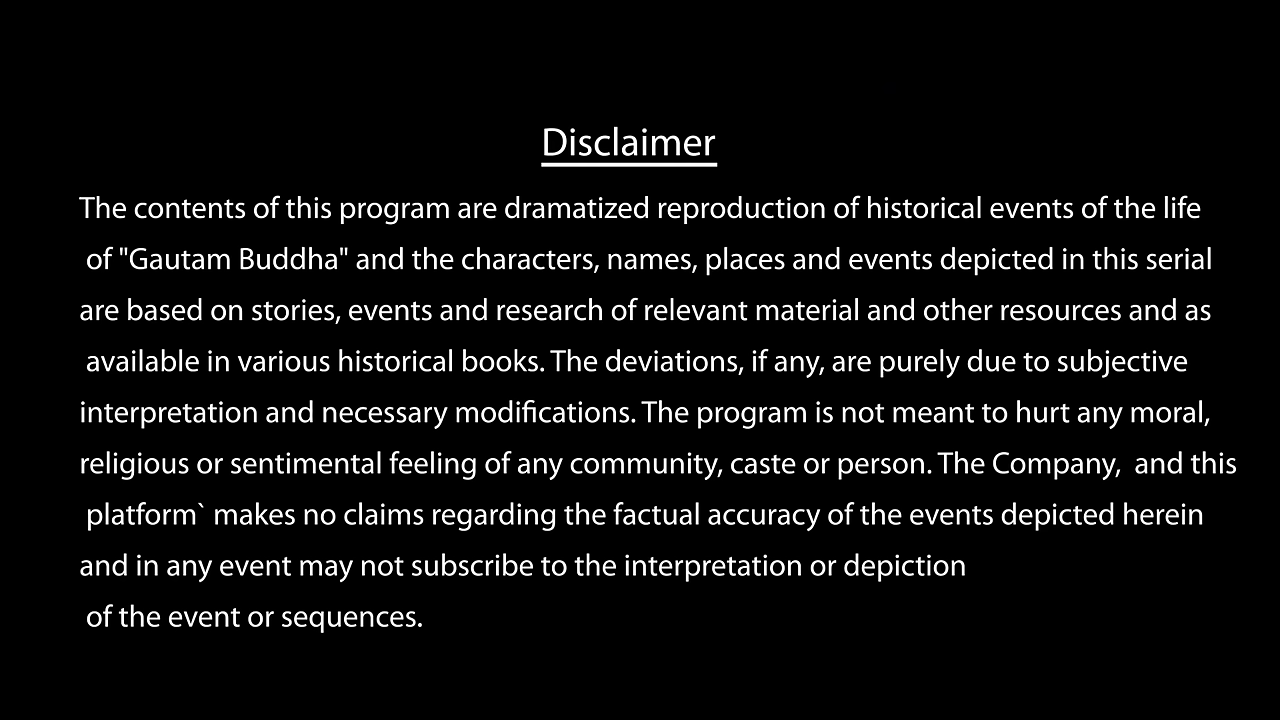 Disclaimer
The contents of this program are dramatized reproduction of historical events of the life
of "Gautam Buddha" and the characters, names, places and events depicted in this serial
are based on stories, events and research of relevant material and other resources and as
available in various historical books. The deviations, if any, are purely due to subjective
interpretation and necessary modifications. The program is not meant to hurt any moral,
religious or sentimental feeling of any community, caste or person. The Company,  and this
platform` makes no claims regarding the factual accuracy of the events depicted herein
and in any event may not subscribe to the interpretation or depiction
of the event or sequences.